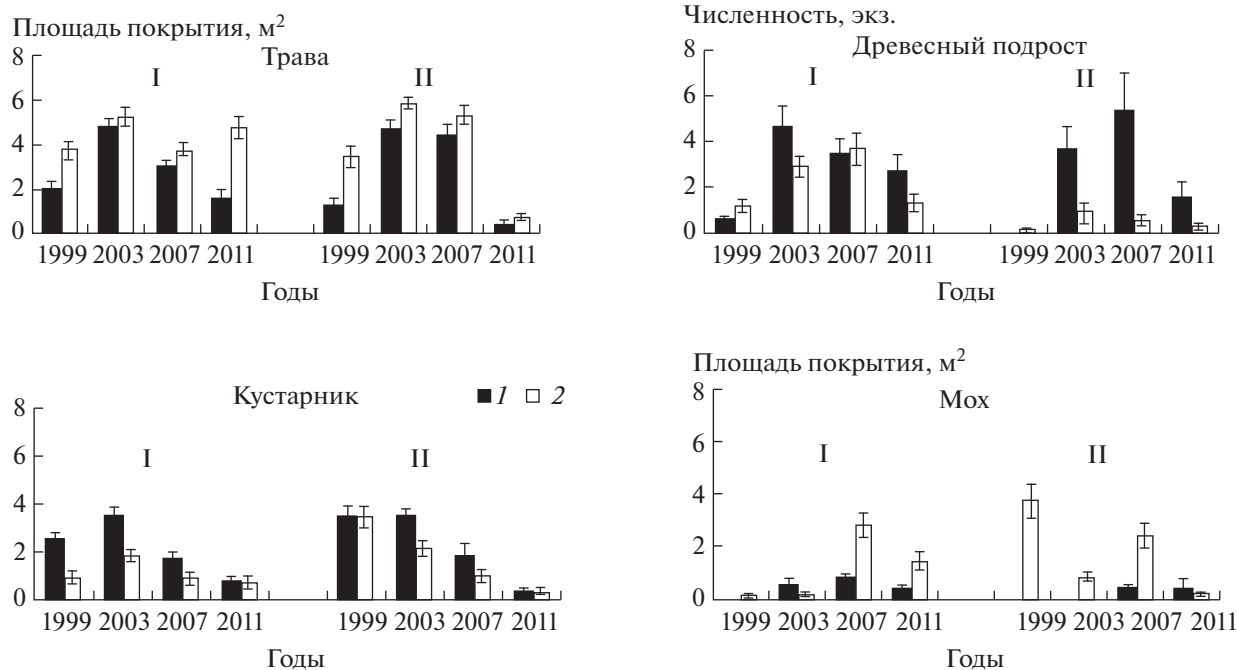 Площадь покрытия, м²
Трава
I
II
8
6
4
2
0
1999 2003 2007 2011
1999 2003 2007 2011
Годы
Численность, экз.
Древесный подрост
I
II
8
6
4
2
0
1999 2003 2007 2011
1999 2003 2007 2011
Годы
Кустарник
1 2
I
II
8
6
4
2
0
1999 2003 2007 2011
1999 2003 2007 2011
Годы
Площадь покрытия, м²
Мох
I
II
8
6
4
2
0
1999 2003 2007 2011
1999 2003 2007 2011
Годы